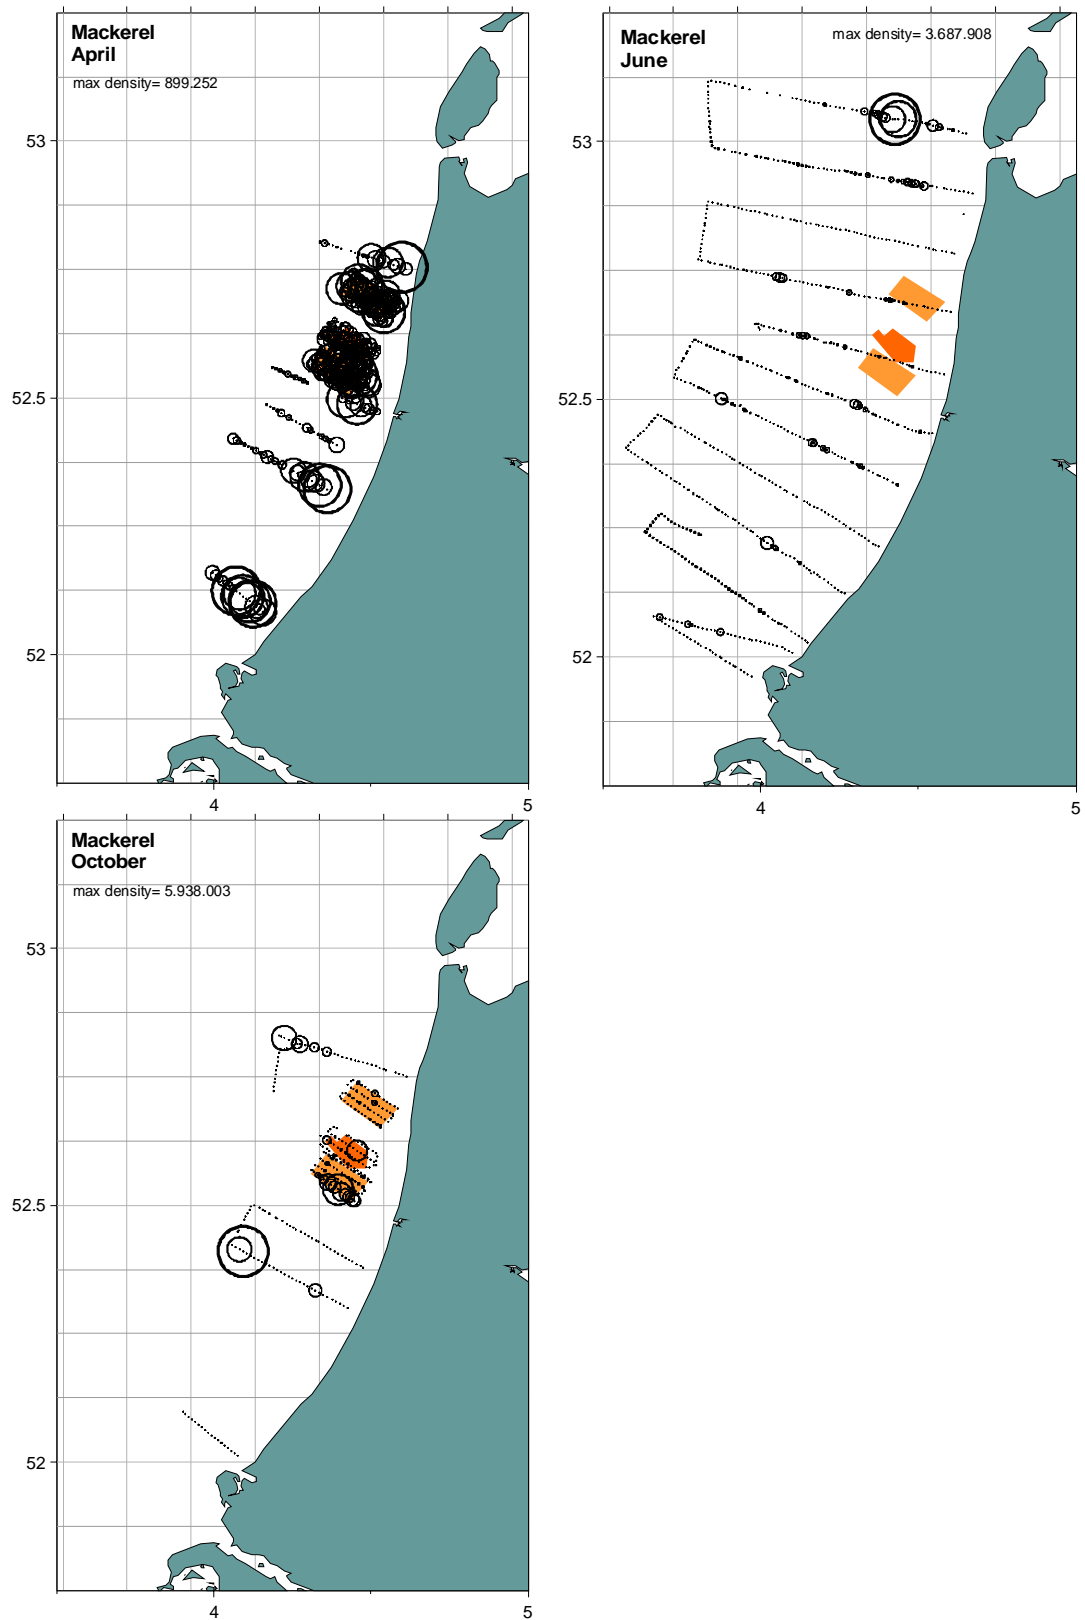 Mackerel
April
max density= 899.252
53
52.5
52
4
5
Mackerel
June
max density= 3.687.908
53
52.5
52
4
5
Mackerel
October
max density= 5.938.003
53
52.5
52
4
5